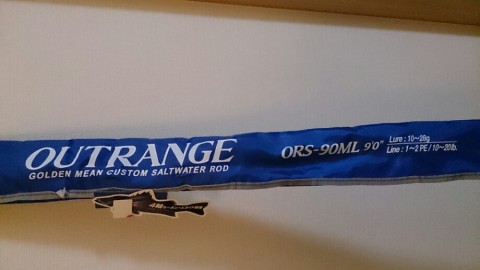 OUTRANGE
GOLDEN MEAN CUSTOM SALTWATER ROD
ORS-90ML 9'0"
Lure : 10~28g
Line : 1~2 PE / 10~20lb.